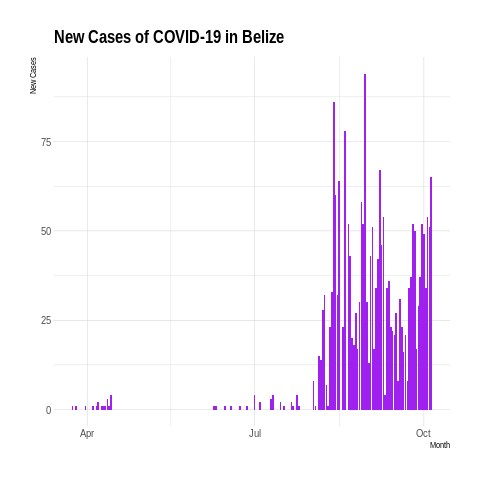 New Cases of COVID-19 in Belize
New Cases
75
50
25
0
Apr
Jul
Oct
Month